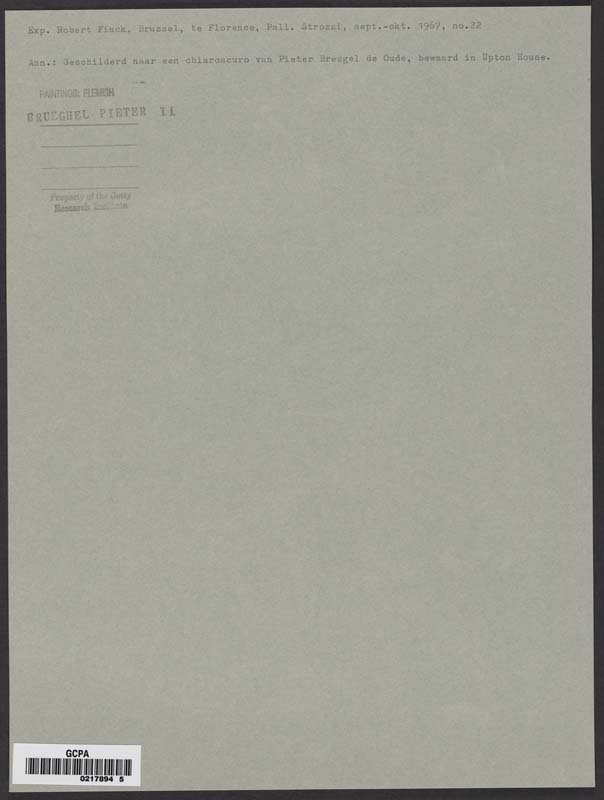 Exp. Robert Finck, Brussel, te Florence, Pall. Strozzi, sept.-okt. 1967, no.22
Ann.: Geschilderd naar een chiaroscuro van Pieter Breugel de Oude, bewaard in Upton House.
PAINTINGS: FLEMISH
BRUEGHEL PIETER II
Property of the Getty
Research Institute
GCPA
0217894 5